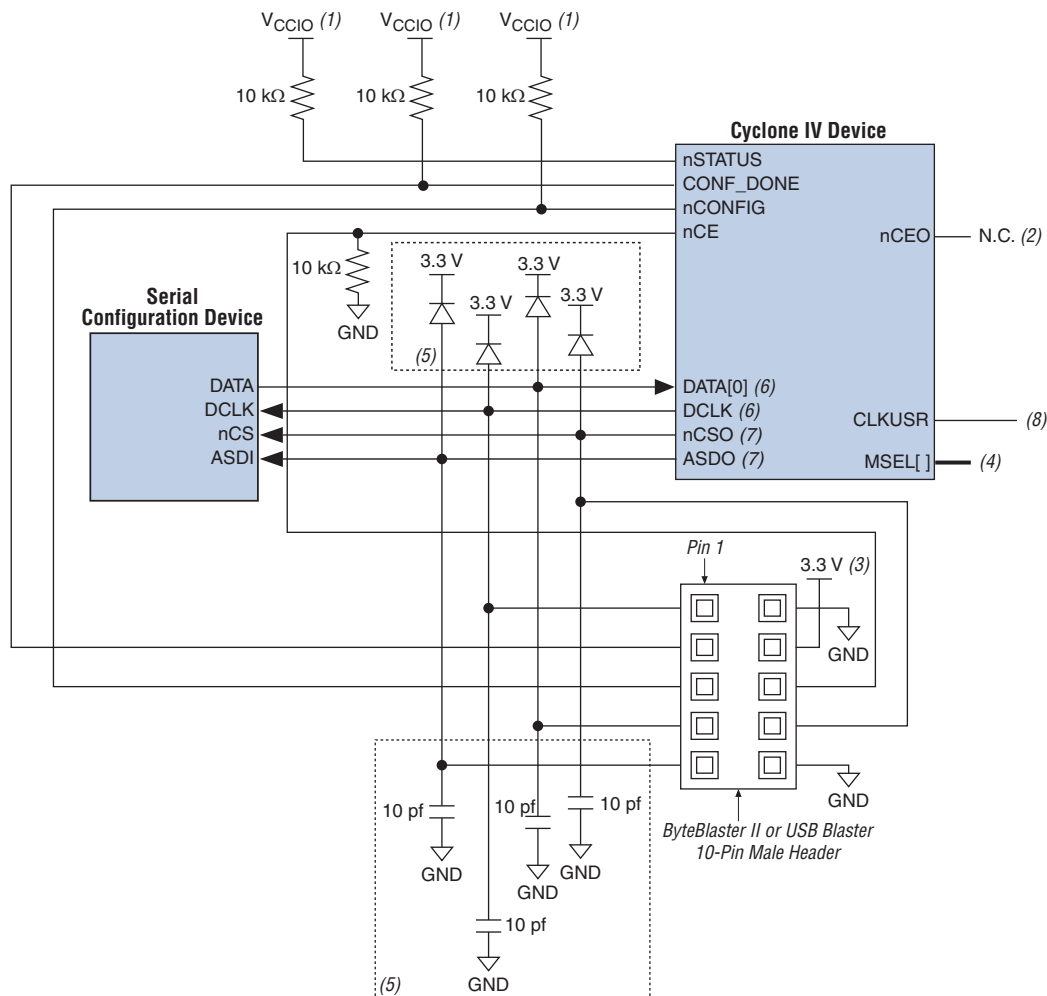 VCCIO (1) VCCIO (1) VCCIO (1)
10 kΩ 10 kΩ 10 kΩ
Cyclone IV Device
nSTATUS
CONF_DONE
nCONFIG
nCE
nCEO N.C. (2)
10 kΩ
GND
3.3 V 3.3 V
3.3 V 3.3 V
(5)
Serial
Configuration Device
DATA
DCLK
nCS
ASDI
DATA[0] (6)
DCLK (6)
nCSO (7)
ASDO (7)
CLKUSR (8)
MSEL[ ] (4)
Pin 1
3.3 V (3)
GND
GND
10 pf 10 pf 10 pf
GND GND GND
10 pf
GND
(5)
ByteBlaster II or USB Blaster
10-Pin Male Header